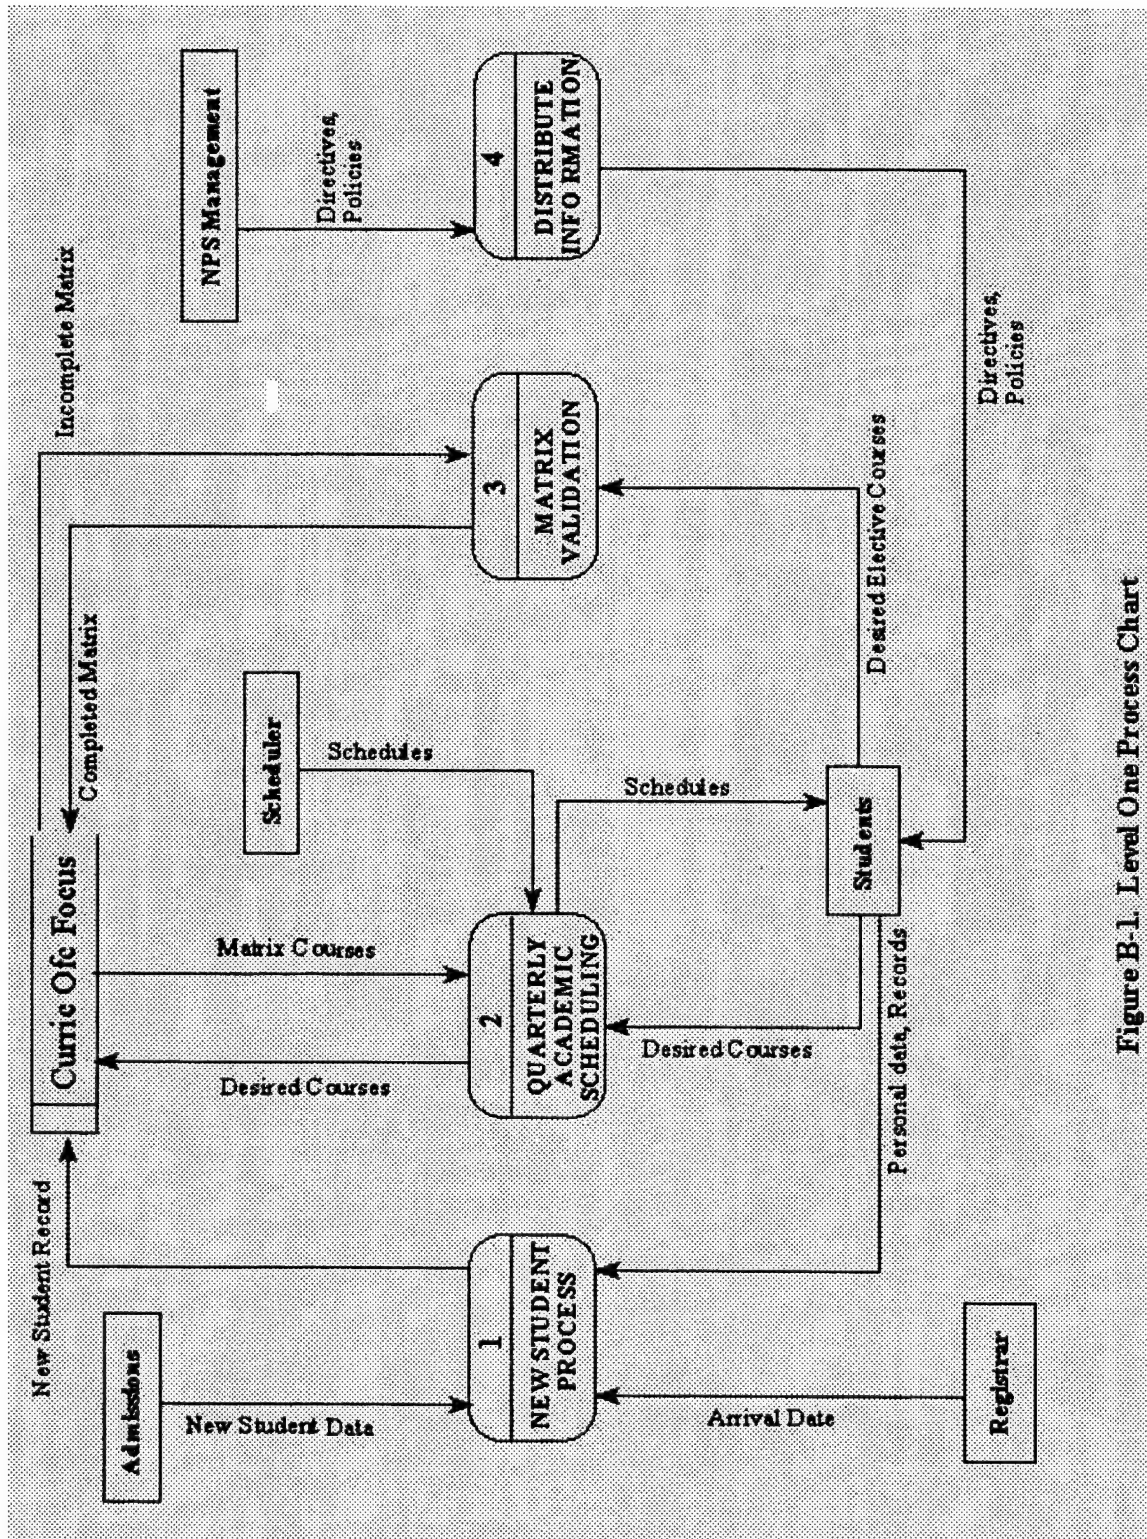 New Student Record
Incomplete Matrix
Curric Ofc Focus
Completed Matrix
Admissions
NPS Management
Scheduler
New Student Data
Desired Courses
Matrix Courses
Schedules
Directives,
Policies
1
NEW STUDENT
PROCESS
2
QUARTERLY
ACADEMIC
SCHEDULING
3
MATRIX
VALIDATION
4
DISTRIBUTE
INFORMATION
Arrival Date
Desired Courses
Schedules
Personal data, Records
Students
Desired Elective Courses
Directives,
Policies
Registrar
Figure B-1. Level One Process Chart